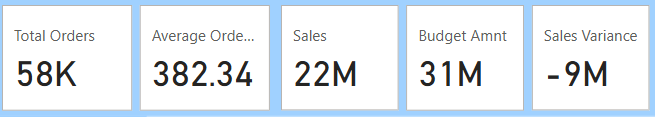 Total Orders
58K
Average Orde...
382.34
Sales
22M
Budget Amnt
31M
Sales Variance
-9M